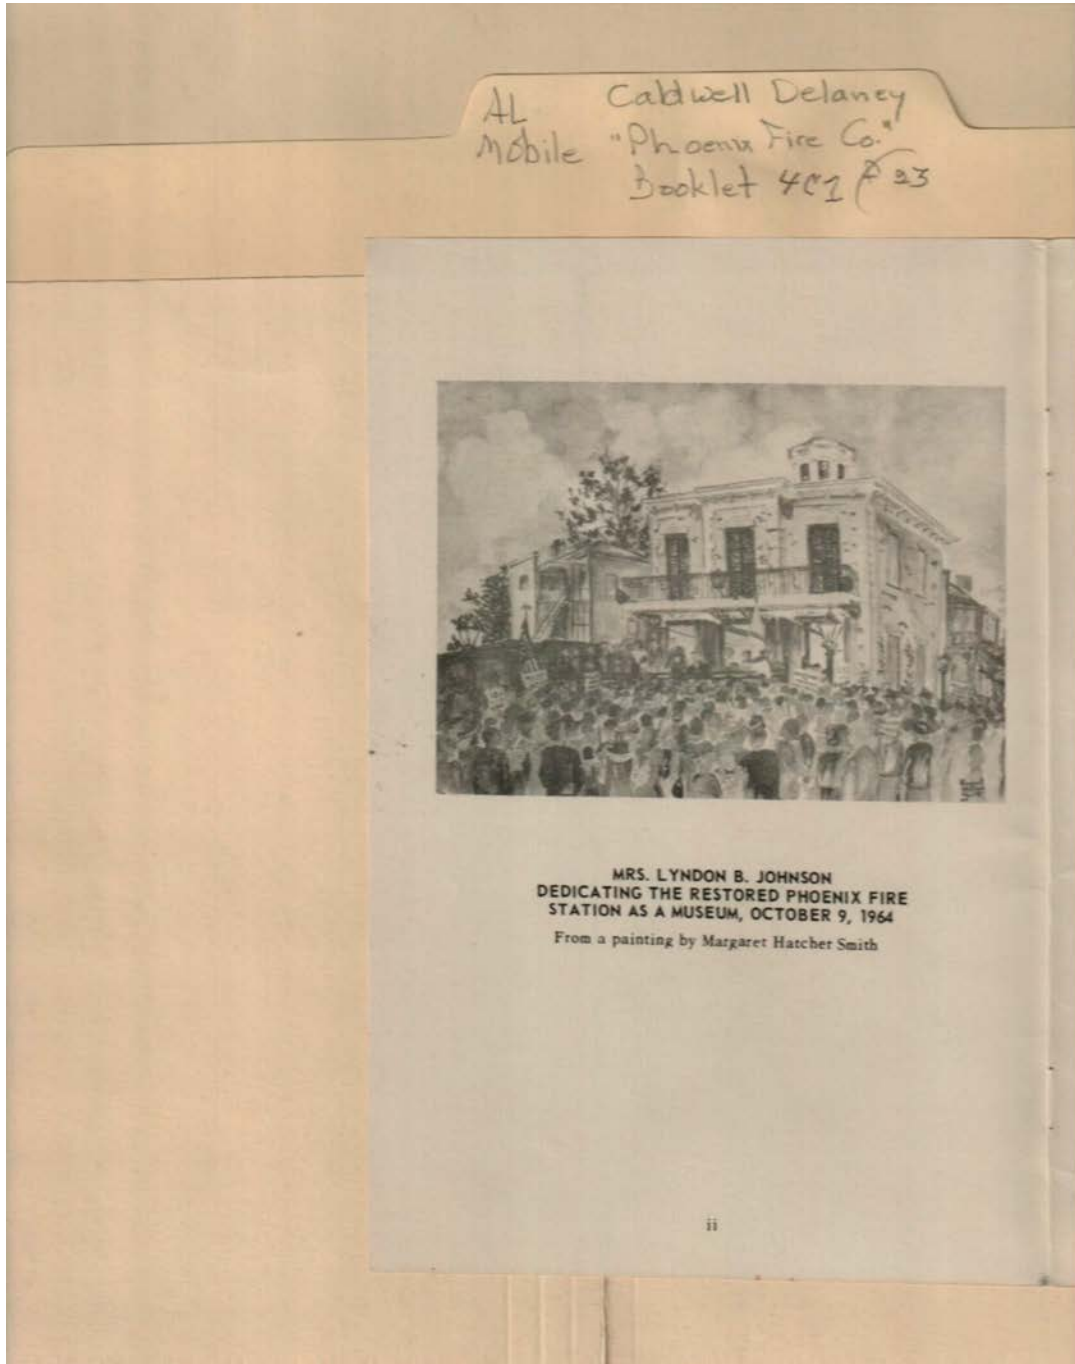 AL Caldwell Delaney
Mobile "Phoenix Fire Co."
Booklet 4C1 23
MRS. LYNDON B. JOHNSON
DEDICATING THE RESTORED PHOENIX FIRE
STATION AS A MUSEUM, OCTOBER 9, 1964
From a painting by Margaret Hatcher Smith
ii